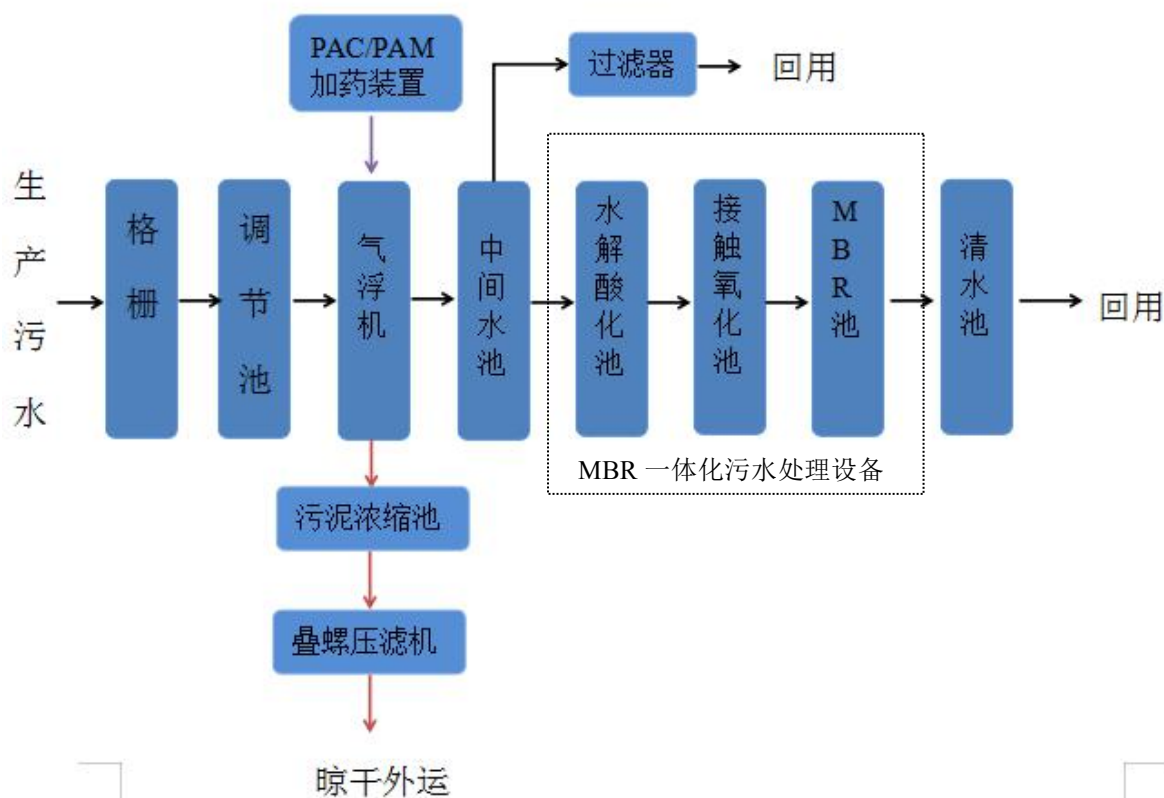 PAC/PAM
加药装置
过滤器
回用
生产污水
格栅
调节池
气浮机
中间水池
水解酸化池
接触氧化池
MBR池
清水池
回用
MBR 一体化污水处理设备
污泥浓缩池
叠螺压滤机
晾干外运